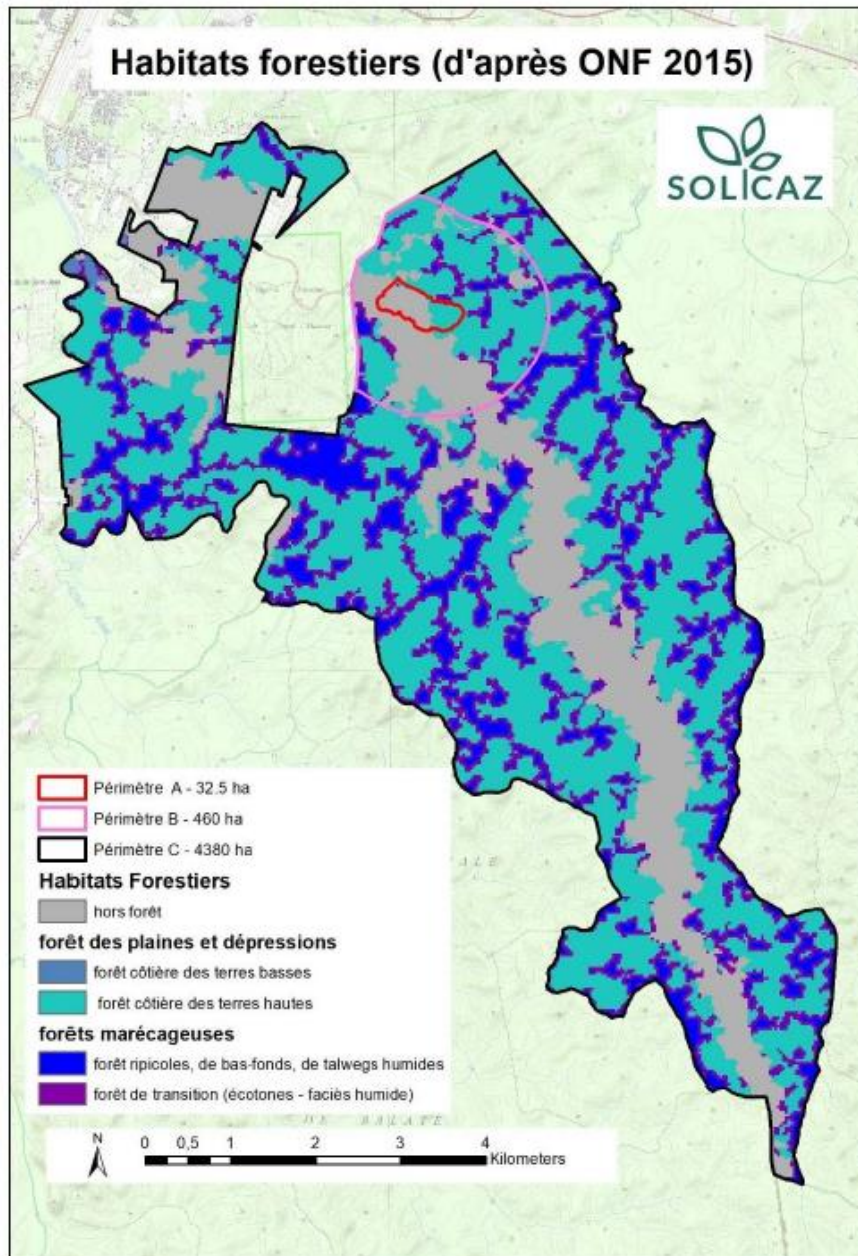 Habitats forestiers (d'après ONF 2015)
SOLICAZ
Périmètre A - 32.5 ha
Périmètre B - 460 ha
Périmètre C - 4380 ha
Habitats Forestiers
hors forêt
forêt des plaines et dépressions
forêt côtière des terres basses
forêt côtière des terres hautes
forêts marécageuses
forêt ripicoles, de bas-fonds, de talwegs humides
forêt de transition (écotones - faciès humide)
N
0 0,5 1 2 3 4
Kilometers